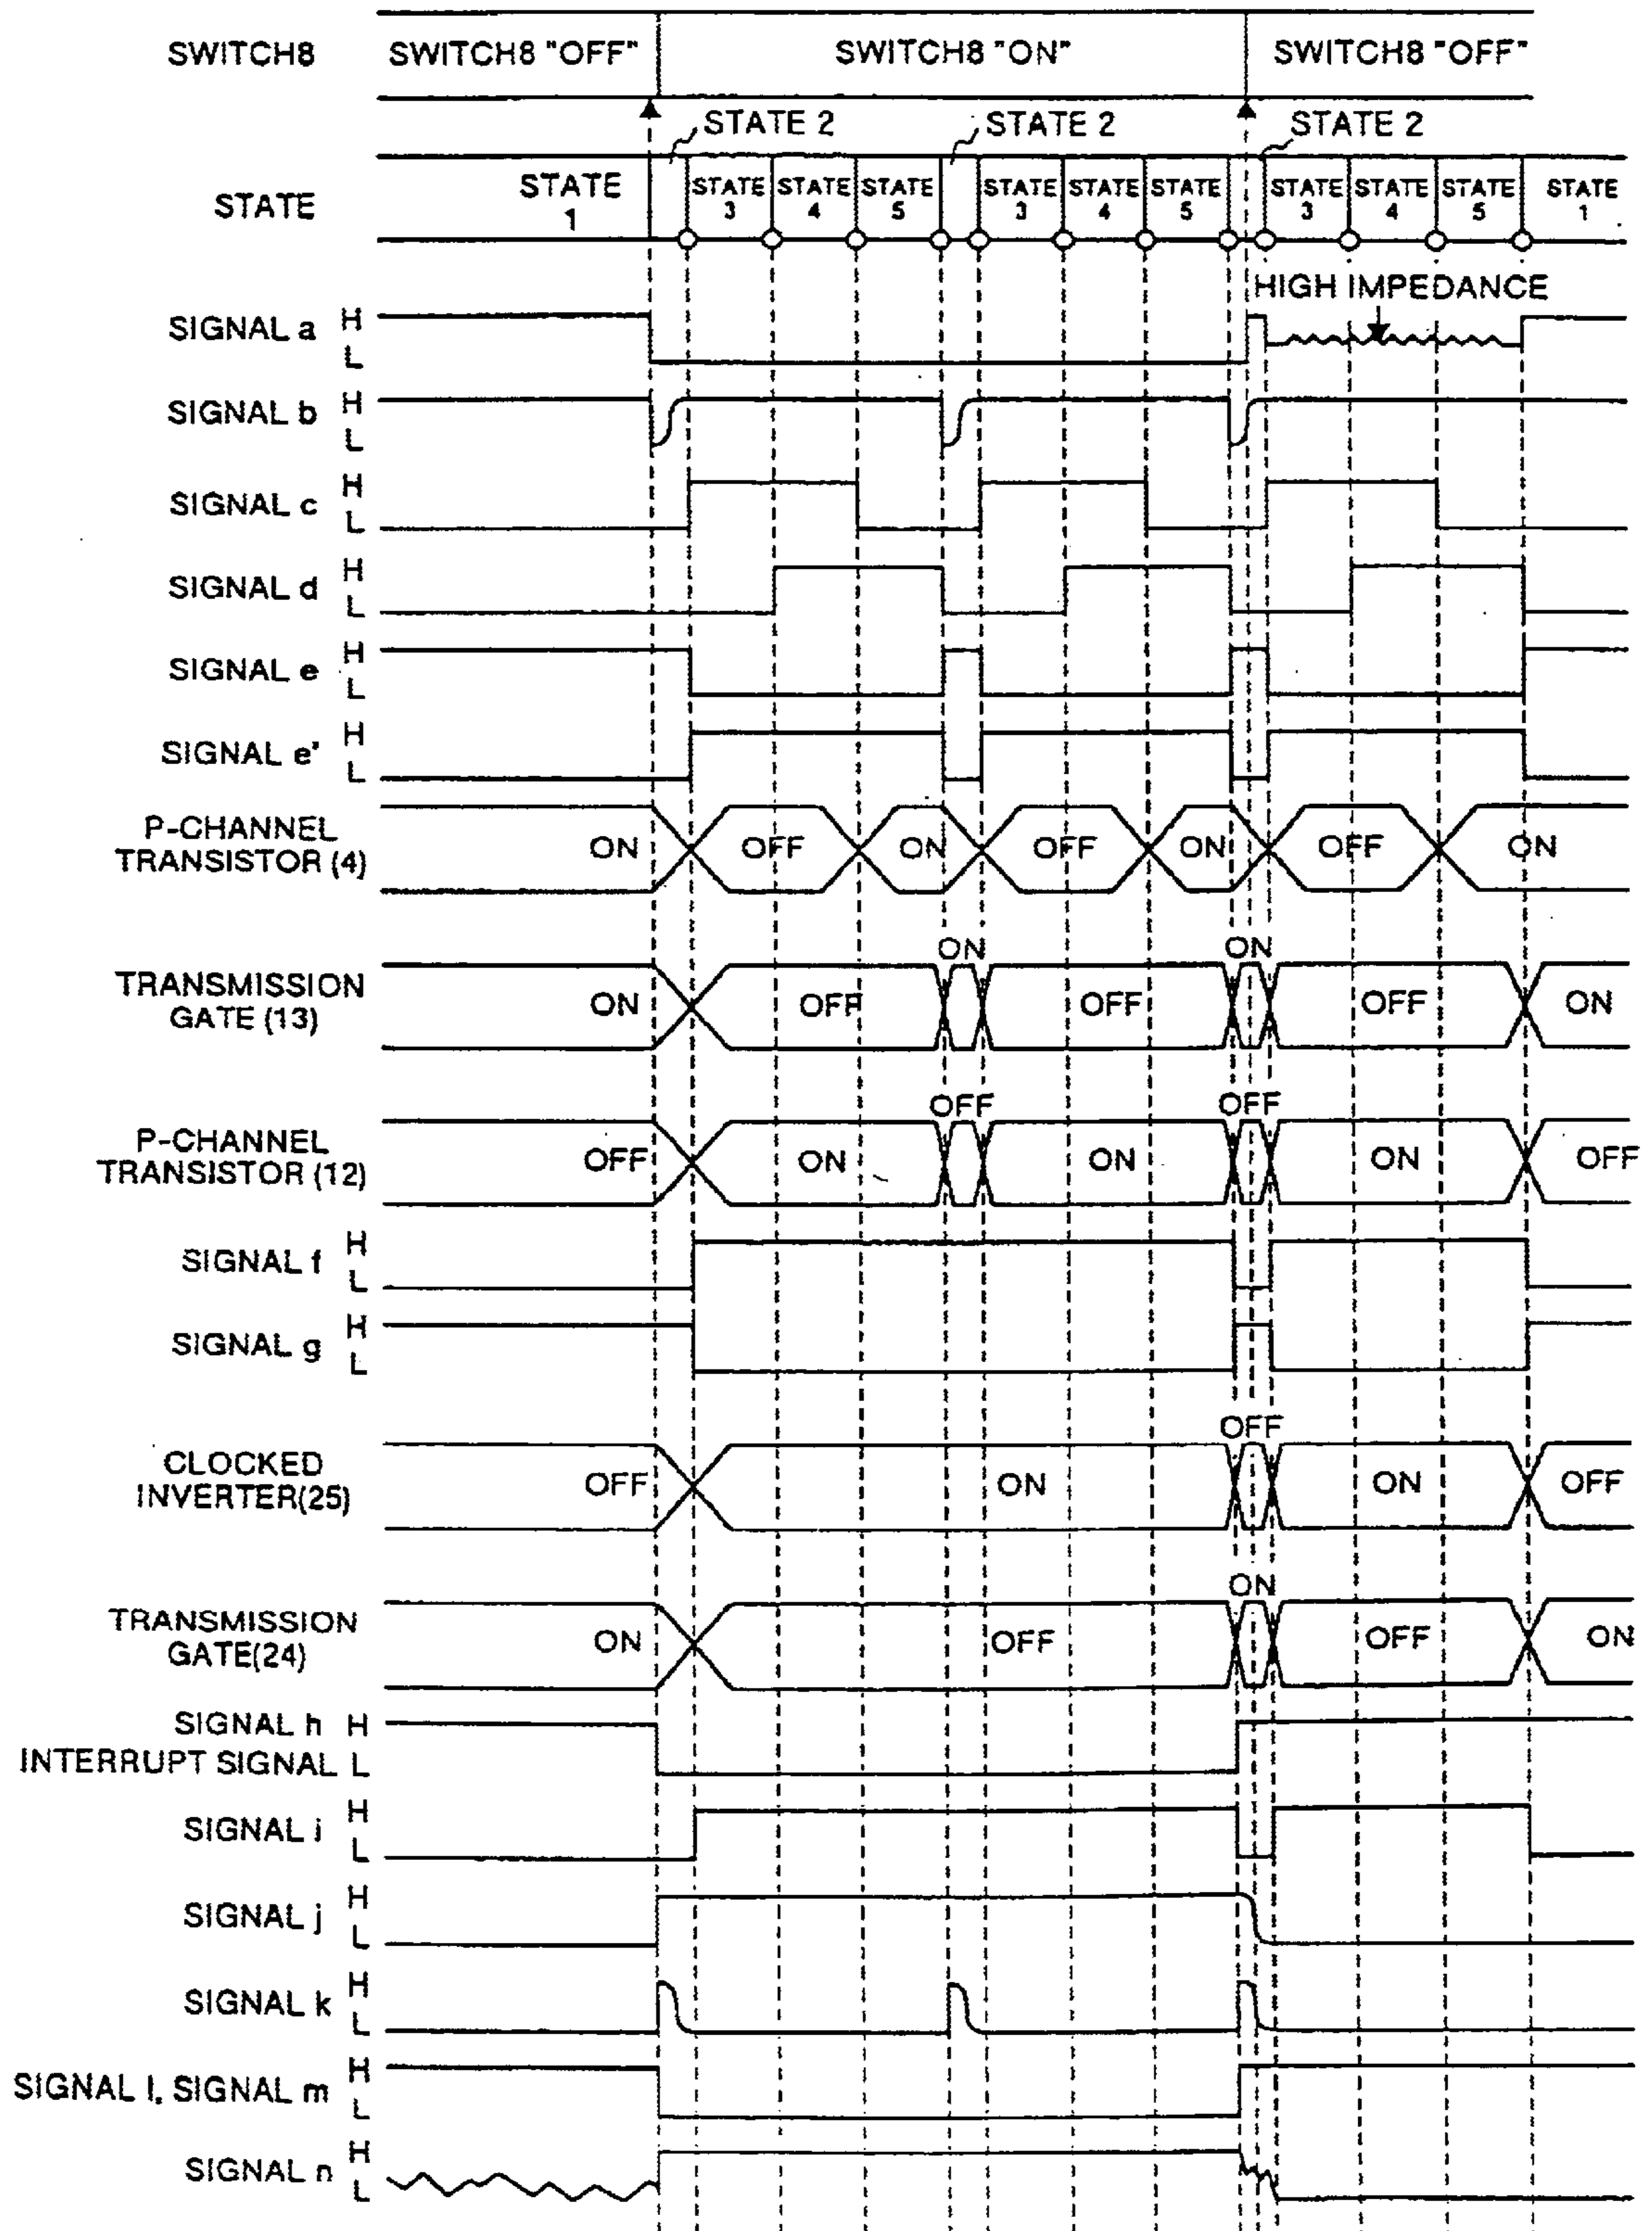 SWITCH8 SWITCH8 "OFF" SWITCH8 "ON" SWITCH8 "OFF"
STATE 2 STATE 2 STATE 2
STATE STATE 1 STATE 3 STATE 4 STATE 5 STATE 3 STATE 4 STATE 5 STATE 3 STATE 4 STATE 5 STATE 1
HIGH IMPEDANCE
SIGNAL a H
L
SIGNAL b H
L
SIGNAL c H
L
SIGNAL d H
L
SIGNAL e H
L
SIGNAL e' H
L
P-CHANNEL
TRANSISTOR (4) ON OFF ON OFF ON OFF ON
ON ON
TRANSMISSION
GATE (13) ON OFF OFF OFF ON
OFF OFF
P-CHANNEL
TRANSISTOR (12) OFF ON ON ON OFF
SIGNAL f H
L
SIGNAL g H
L
OFF
CLOCKED
INVERTER(25) OFF ON ON OFF
ON
TRANSMISSION
GATE(24) ON OFF OFF ON
SIGNAL h H
INTERRUPT SIGNAL L
SIGNAL i H
L
SIGNAL j H
L
SIGNAL k H
L
SIGNAL l, SIGNAL m H
L
SIGNAL n H
L